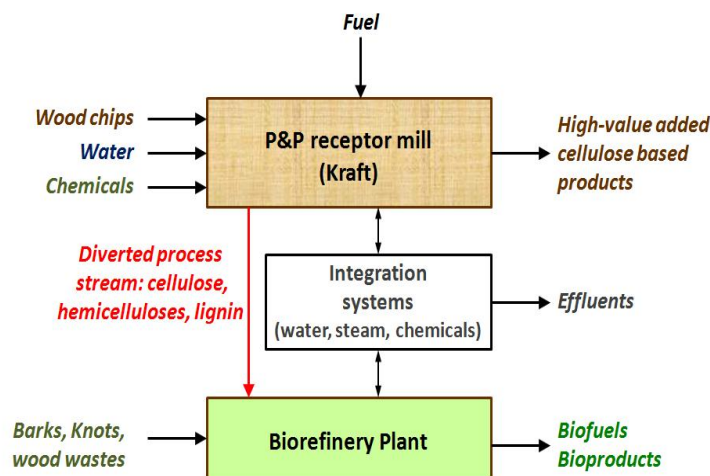 Fuel
Wood chips
Water
Chemicals
P&P receptor mill
(Kraft)
High-value added
cellulose based
products
Diverted process
stream: cellulose,
hemicelluloses, lignin
Integration
systems
(water, steam, chemicals)
Effluents
Barks, Knots,
wood wastes
Biorefinery Plant
Biofuels
Bioproducts